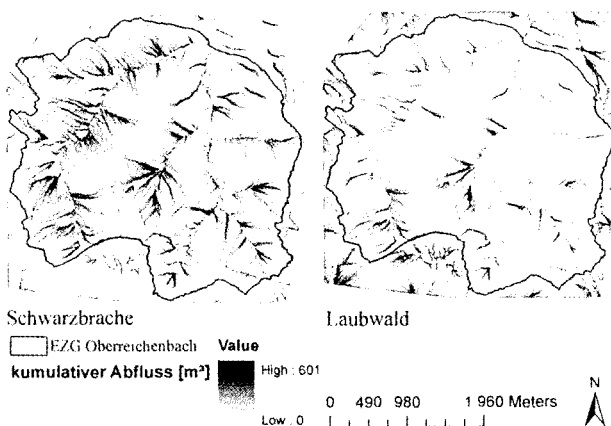 Schwarzbrache
Laubwald
EZG Oberreichenbach
Value
kumulativer Abfluss [m³]
High : 601
Low : 0
0 490 980 1 960 Meters
N